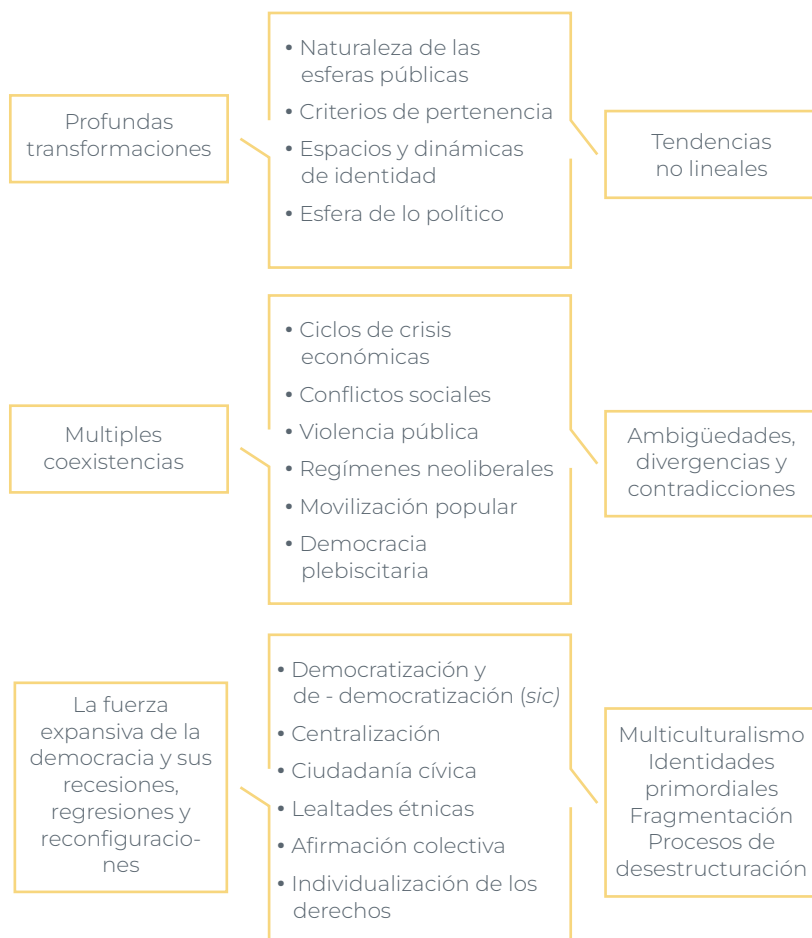 Profundas
transformaciones
• Naturaleza de las
esferas públicas
• Criterios de pertenencia
• Espacios y dinámicas
de identidad
• Esfera de lo político
Tendencias
no lineales
Multiples
coexistencias
• Ciclos de crisis
económicas
• Conflictos sociales
• Violencia pública
• Regímenes neoliberales
• Movilización popular
• Democracia
plebiscitaria
Ambigüedades,
divergencias y
contradicciones
La fuerza
expansiva de la
democracia y sus
recesiones,
regresiones y
reconfiguracio-
nes
• Democratización y
de - democratización (sic)
• Centralización
• Ciudadanía cívica
• Lealtades étnicas
• Afirmación colectiva
• Individualización de los
derechos
Multiculturalismo
Identidades
primordiales
Fragmentación
Procesos de
desestructuración